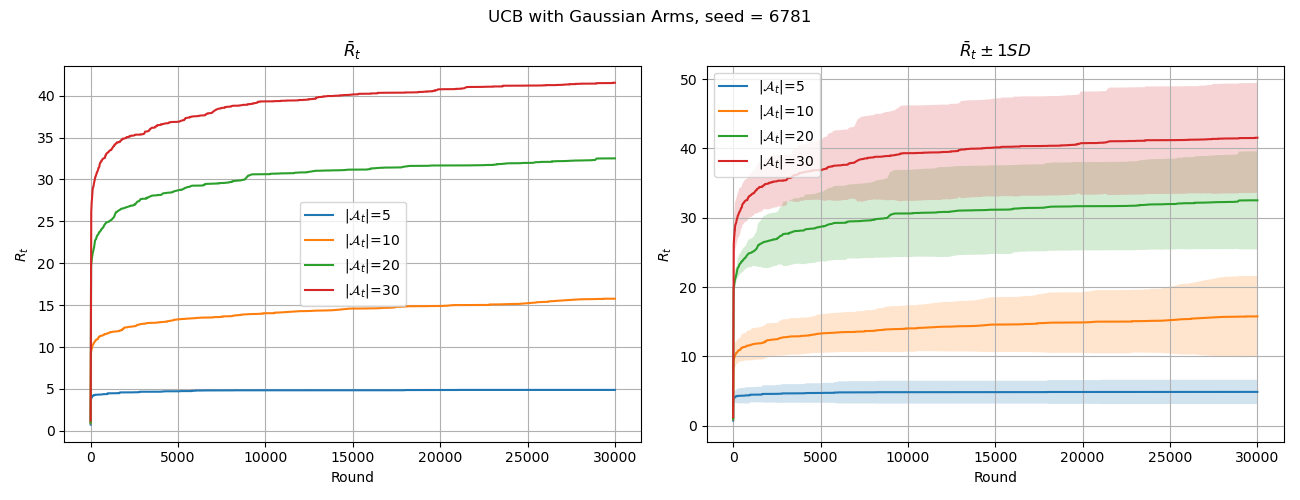 UCB with Gaussian Arms, seed = 6781
R̄ₜ
Rₜ
40
35
30
25
20
15
10
5
0
|𝒜ₜ|=5
|𝒜ₜ|=10
|𝒜ₜ|=20
|𝒜ₜ|=30
0 5000 10000 15000 20000 25000 30000
Round
R̄ₜ ± 1SD
Rₜ
50
40
30
20
10
0
|𝒜ₜ|=5
|𝒜ₜ|=10
|𝒜ₜ|=20
|𝒜ₜ|=30
0 5000 10000 15000 20000 25000 30000
Round